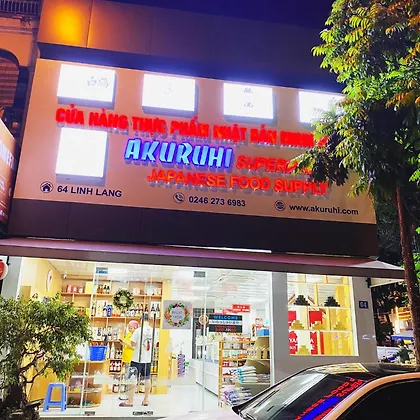 CỬA HÀNG THỰC PHẨM NHẬT BẢN
AKURUHI
JAPANESE FOOD SUPPLY
64 LINH LANG
0246 273 6983
www.akuruhi.com
WELCOME